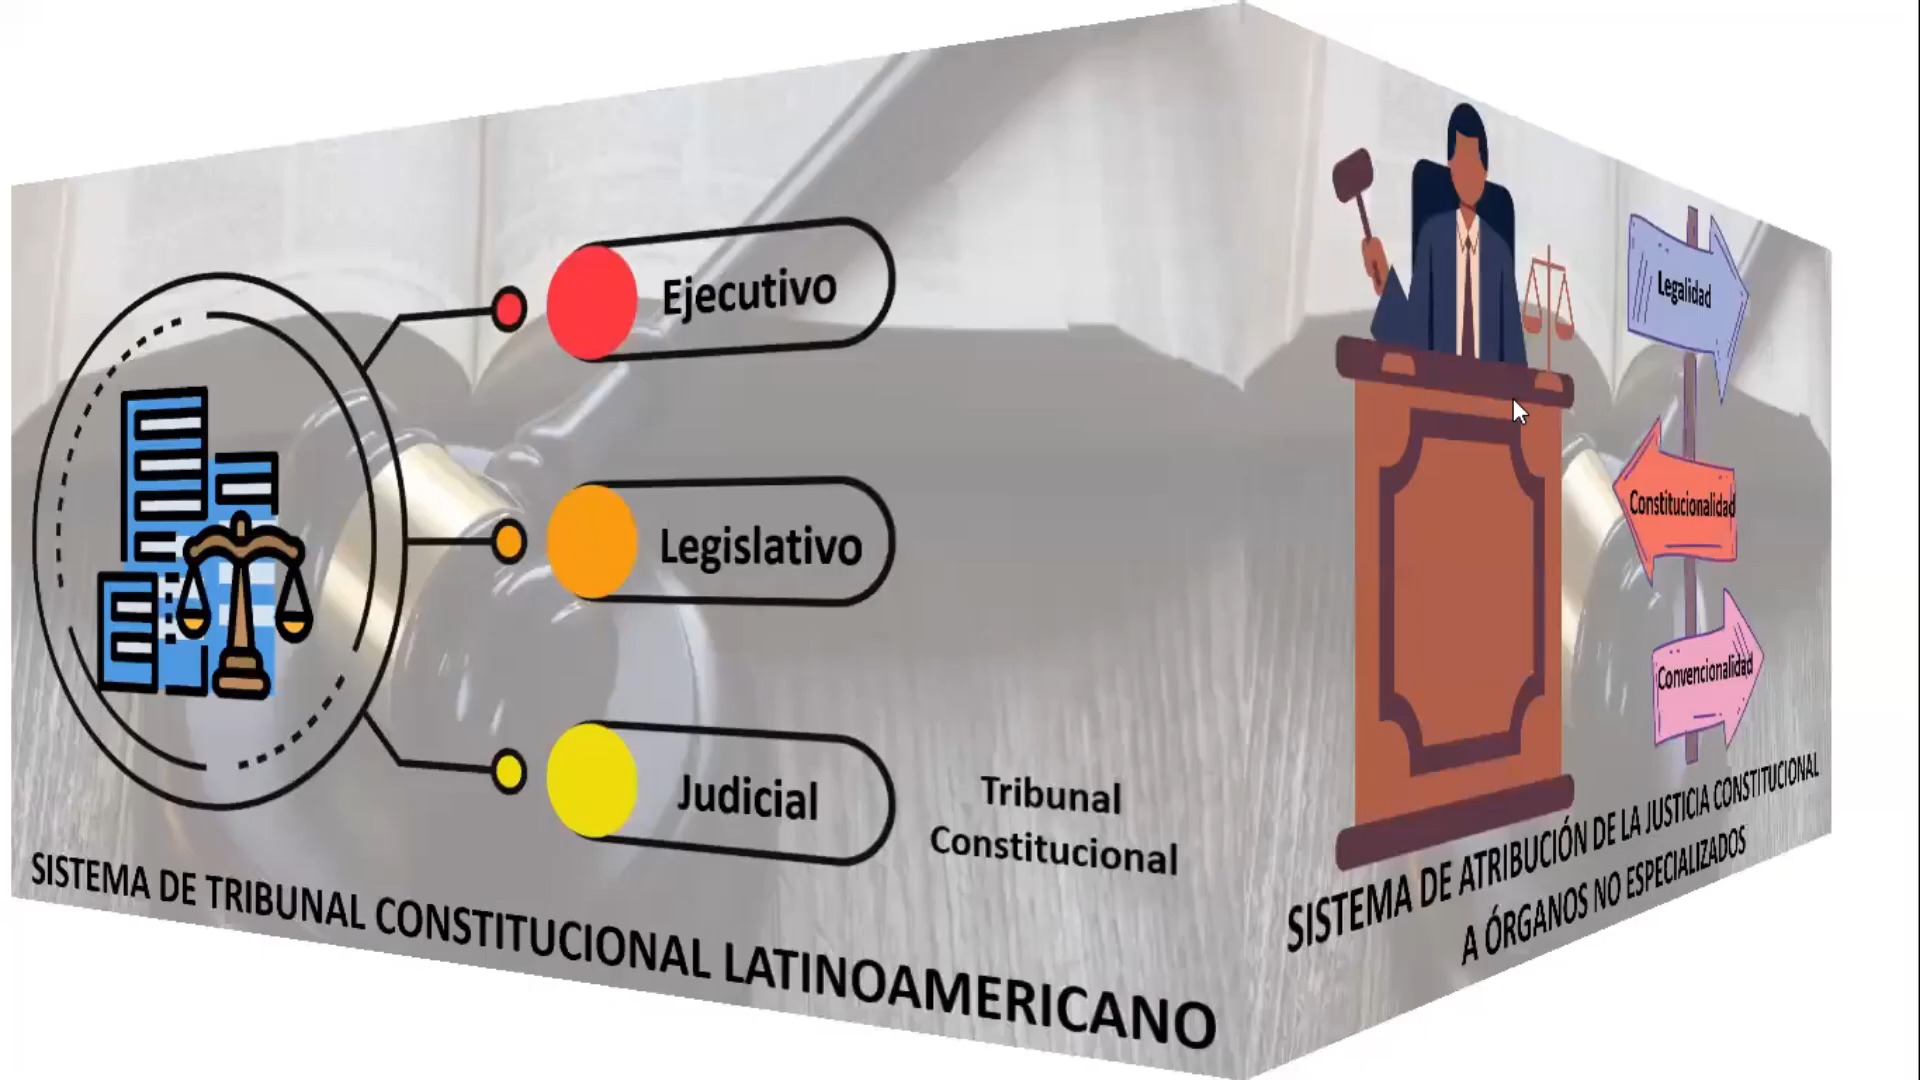 Ejecutivo
Legislativo
Judicial
Tribunal
Constitucional
SISTEMA DE TRIBUNAL CONSTITUCIONAL LATINOAMERICANO
Legalidad
Constitucionalidad
Convencionalidad
SISTEMA DE ATRIBUCIÓN DE LA JUSTICIA CONSTITUCIONAL
A ÓRGANOS NO ESPECIALIZADOS